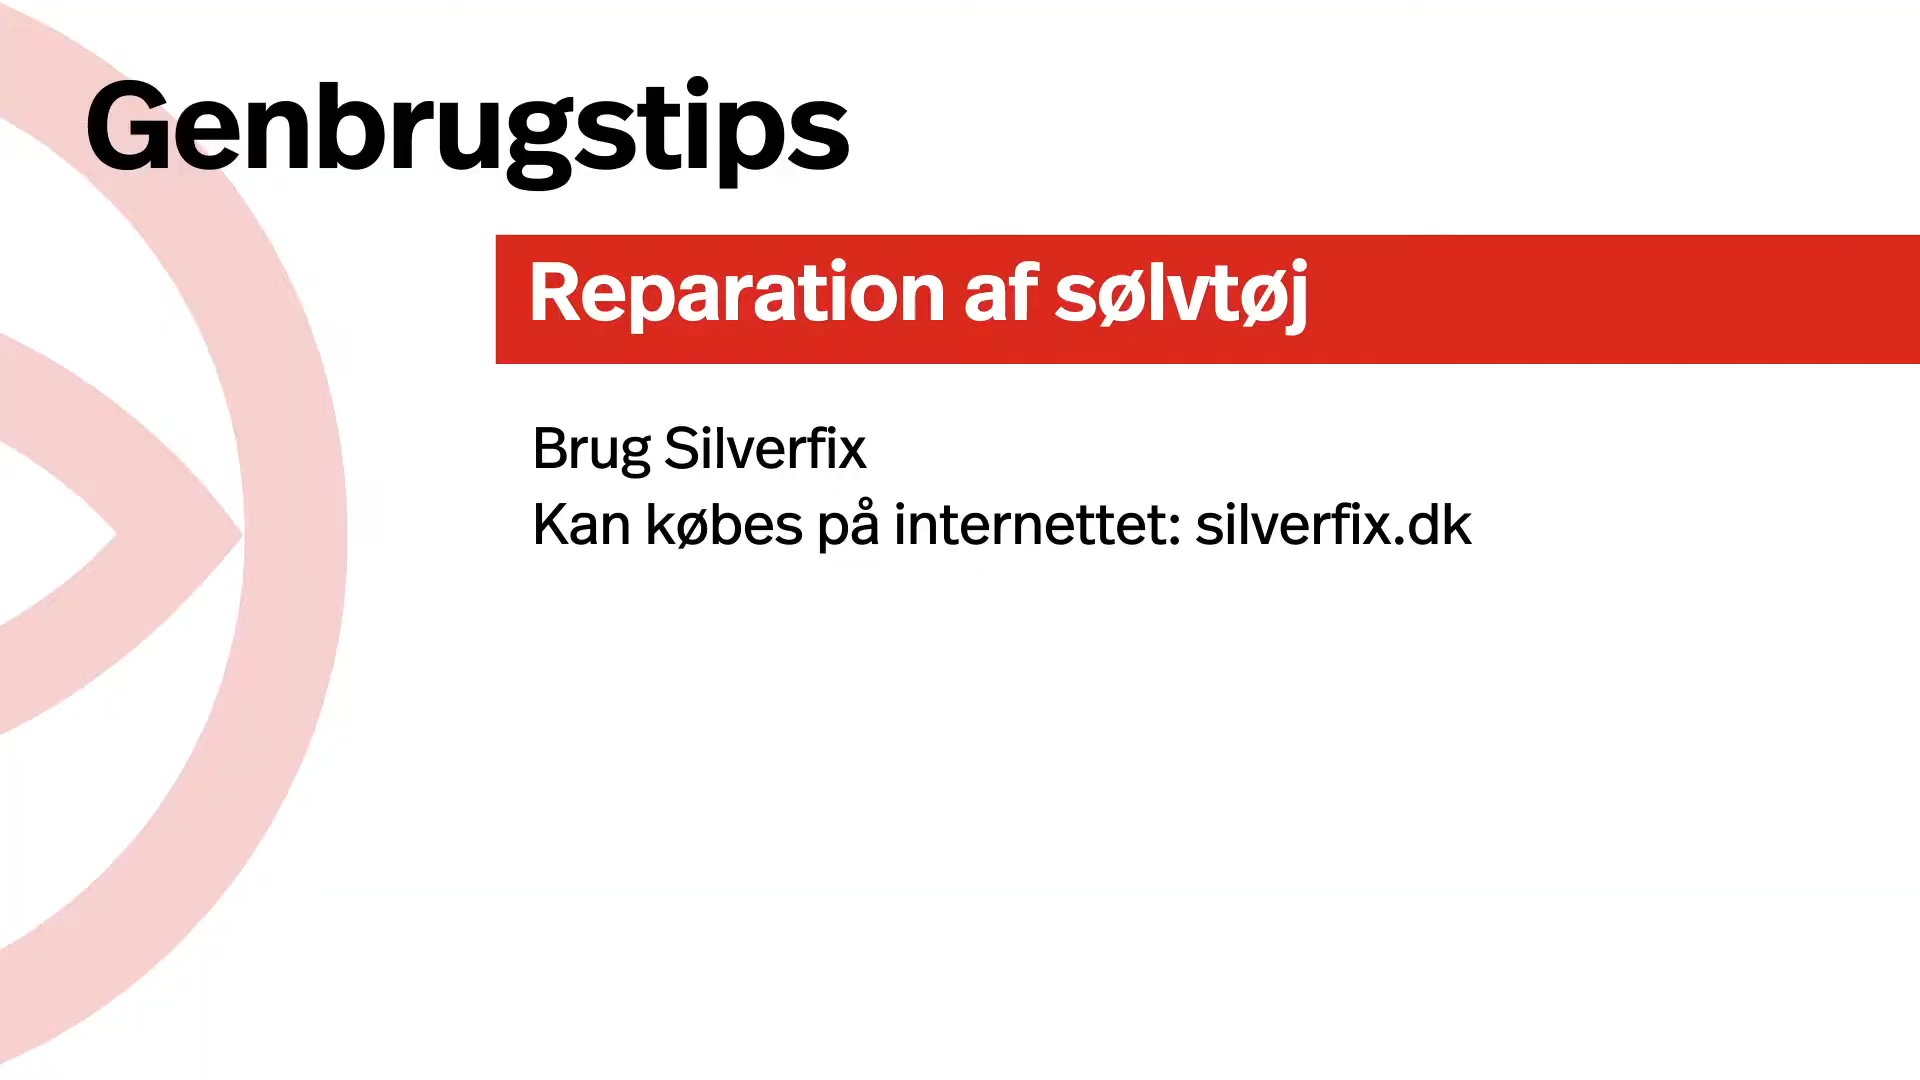 Genbrugstips
Reparation af sølvtøj
Brug Silverfix
Kan købes på internettet: silverfix.dk